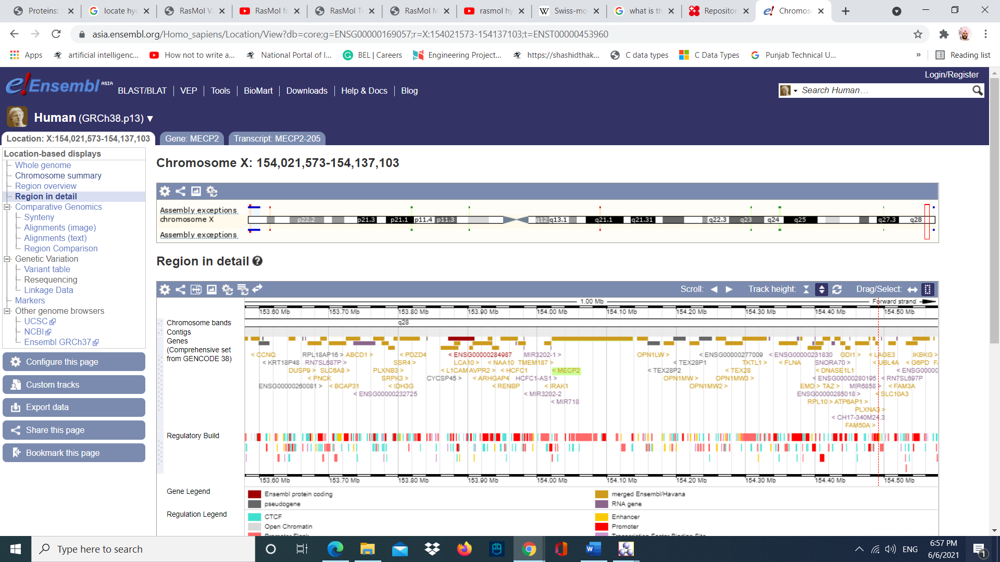 Proteins:
locate hyd
RasMol V
RasMol fo
RasMol Tu
RasMol M
rasmol hy
Swiss-mo
what is th
Repositor
Chromos
asia.ensembl.org/Homo_sapiens/Location/View?db=core;g=ENSG00000169057;r=X:154021573-154137103;t=ENST00000453960
Apps
artificial intelligenc...
How not to write a...
National Portal of I...
BEL | Careers
Engineering Project...
https://shashidthak...
C data types
C Data Types
Punjab Technical U...
»
Reading list
Login/Register
e!Ensembl ASIA
BLAST/BLAT | VEP | Tools | BioMart | Downloads | Help & Docs | Blog
Search Human...
Human (GRCh38.p13) ▼
Location: X:154,021,573-154,137,103
Gene: MECP2
Transcript: MECP2-205
Location-based displays
Whole genome
Chromosome summary
Region overview
Region in detail
Comparative Genomics
Synteny
Alignments (image)
Alignments (text)
Region Comparison
Genetic Variation
Variant table
Resequencing
Linkage Data
Markers
Other genome browsers
UCSC
NCBI
Ensembl GRCh37
Configure this page
Custom tracks
Export data
Share this page
Bookmark this page
Chromosome X: 154,021,573-154,137,103
Assembly exceptions
chromosome X
p22.2 p21.3 p21.1 p11.4 p11.3 q12 q13.1 q21.1 q21.31 q22.3 q23 q24 q25 q27.3 q28
Assembly exceptions
Region in detail
Scroll: Track height: Drag/Select:
1.00 Mb Forward strand
153.60 Mb 153.70 Mb 153.80 Mb 153.90 Mb 154.00 Mb 154.10 Mb 154.20 Mb 154.30 Mb 154.40 Mb 154.50 Mb
Chromosome bands q28
Contigs
Genes
(Comprehensive set
from GENCODE 38)
< CCNQ RPL18AP16 > ABCD1 > < PDZD4 < ENSG00000284987 MIR3202-1 > OPN1LW > < ENSG00000277009 < ENSG00000231830 GDI1 > < LAGE3 IKBKG >
< KRT18P48 RN7SL687P > SSR4 > LCA10 > < NAA10 TMEM187 > < TEX28P1 TKTL1 > < FLNA SNORA70 > < UBL4A < G6PD
DUSP9 > SLC6A8 > PLXNB3 > < L1CAM AVPR2 > < HCFC1 < MECP2 < TEX28P2 < TEX28 < DNASE1L1 < ENSG00000
< PNCK SRPK3 > CYCSP45 > < ARHGAP4 HCFC1-AS1 > OPN1MW > OPN1MW3 > < ENSG00000280195 < RN7SL697P
ENSG00000260081 > < BCAP31 < IDH3G < RENBP < IRAK1 OPN1MW2 > EMD > TAZ > MIR6858 > < FAM3A
< ENSG00000232725 < MIR3202-2 ENSG00000285018 > < SLC10A3
< MIR718 RPL10 > ATP6AP1 >
PLXNA3 >
< CH17-340M24.3
FAM50A >
Regulatory Build
153.60 Mb 153.70 Mb 153.80 Mb 153.90 Mb 154.00 Mb 154.10 Mb 154.20 Mb 154.30 Mb 154.40 Mb 154.50 Mb
Gene Legend
Ensembl protein coding
merged Ensembl/Havana
pseudogene
RNA gene
Regulation Legend
CTCF
Enhancer
Open Chromatin
Promoter
Promoter Flank
Transcription Factor Binding Site
Type here to search
ENG
6:57 PM
6/6/2021
1